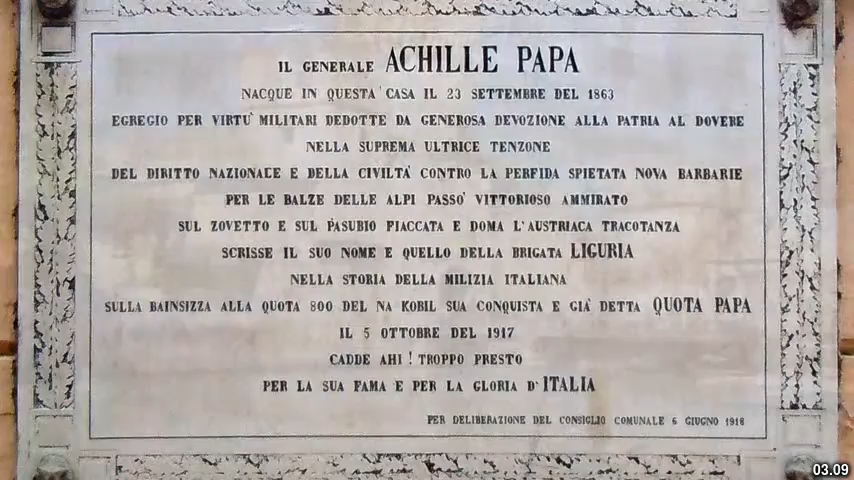 IL GENERALE ACHILLE PAPA
NACQUE IN QUESTA CASA IL 23 SETTEMBRE DEL 1863
EGREGIO PER VIRTU' MILITARI DEDOTTE DA GENEROSA DEVOZIONE ALLA PATRIA AL DOVERE
NELLA SUPREMA ULTRICE TENZONE
DEL DIRITTO NAZIONALE E DELLA CIVILTA' CONTRO LA PERFIDA SPIETATA NOVA BARBARIE
PER LE BALZE DELLE ALPI PASSO' VITTORIOSO AMMIRATO
SUL ZOVETTO E SUL PASUBIO FIACCATA E DOMA L'AUSTRIACA TRACOTANZA
SCRISSE IL SUO NOME E QUELLO DELLA BRIGATA LIGURIA
NELLA STORIA DELLA MILIZIA ITALIANA
SULLA BAINSIZZA ALLA QUOTA 800 DEL NA KOBIL SUA CONQUISTA E GIA' DETTA QUOTA PAPA
IL 5 OTTOBRE DEL 1917
CADDE AHI! TROPPO PRESTO
PER LA SUA FAMA E PER LA GLORIA D'ITALIA
PER DELIBERAZIONE DEL CONSIGLIO COMUNALE 6 GIUGNO 1918
03.09